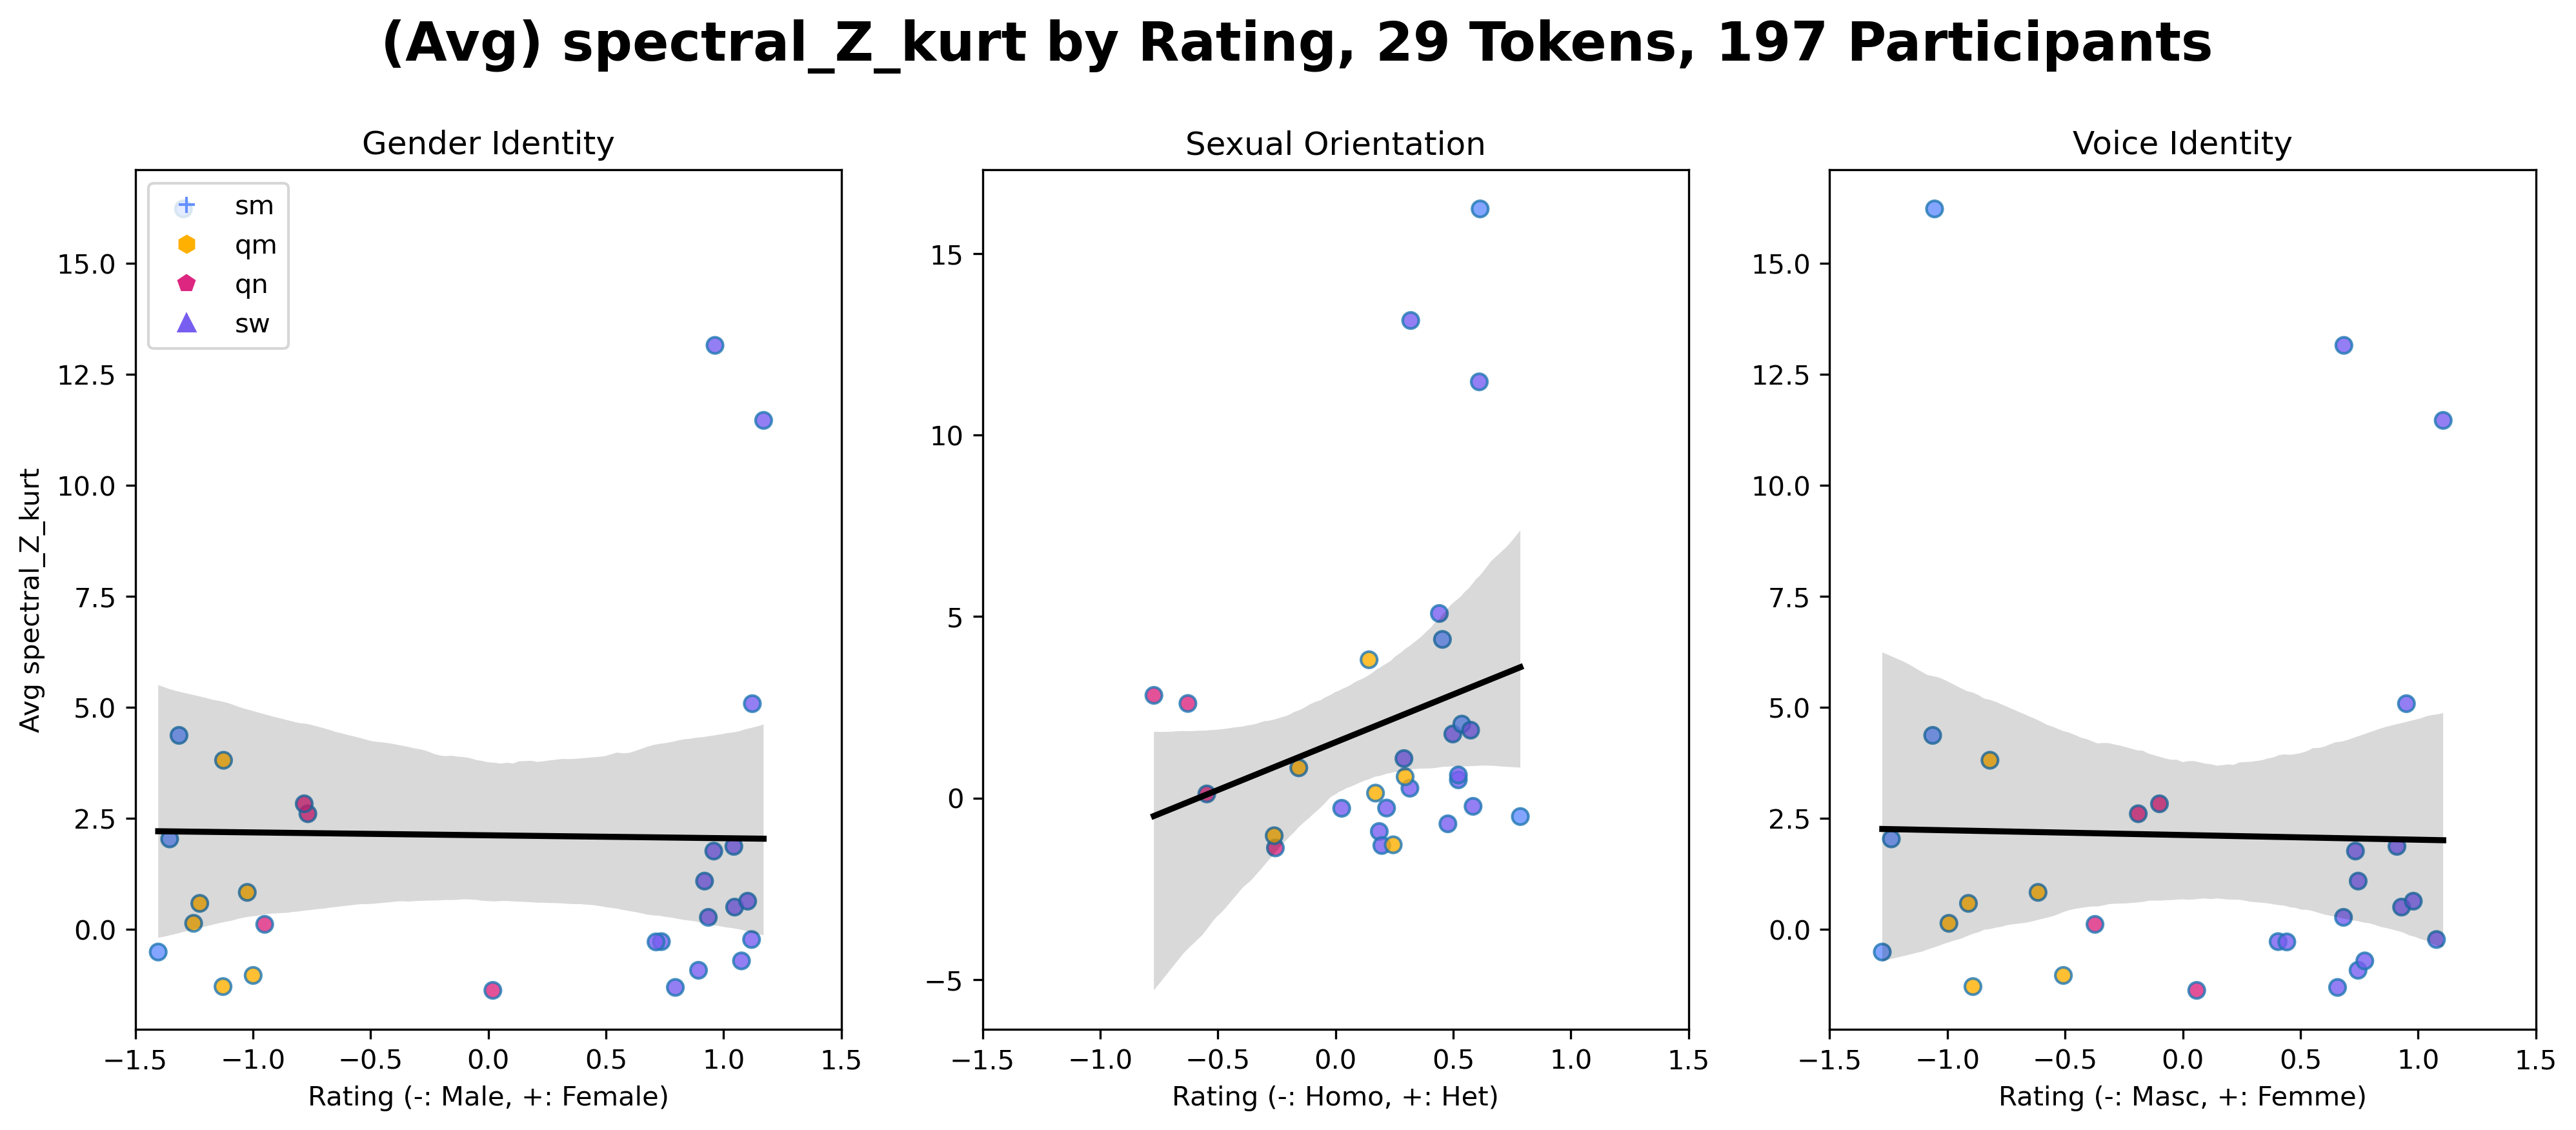 (Avg) spectral_Z_kurt by Rating, 29 Tokens, 197 Participants
Gender Identity
Sexual Orientation
Voice Identity
sm
qm
qn
sw
Avg spectral_Z_kurt
15.0
12.5
10.0
7.5
5.0
2.5
0.0
−1.5 −1.0 −0.5 0.0 0.5 1.0 1.5
Rating (-: Male, +: Female)
15
10
5
0
−5
−1.5 −1.0 −0.5 0.0 0.5 1.0 1.5
Rating (-: Homo, +: Het)
15.0
12.5
10.0
7.5
5.0
2.5
0.0
−1.5 −1.0 −0.5 0.0 0.5 1.0 1.5
Rating (-: Masc, +: Femme)